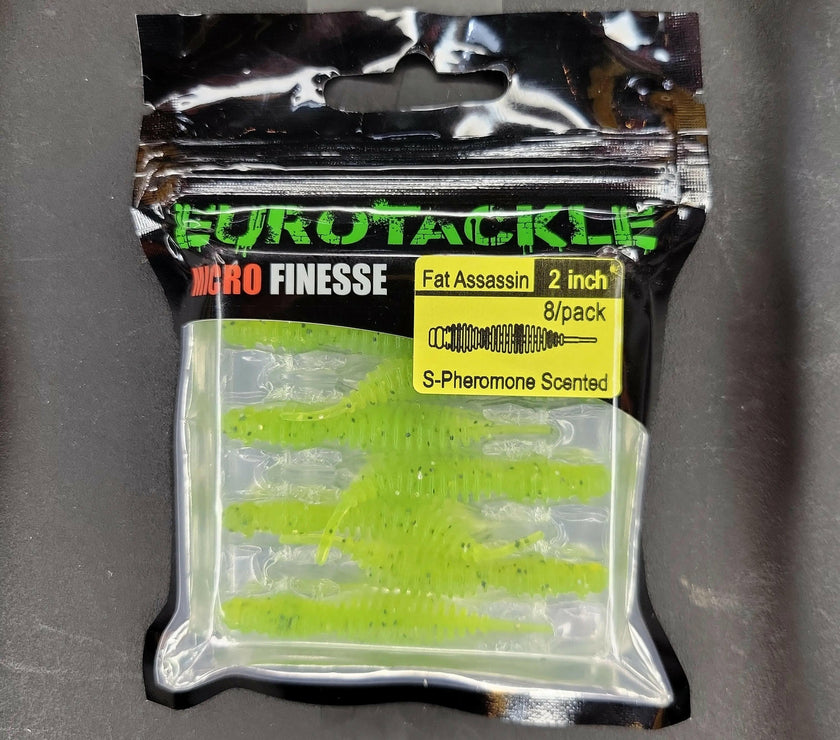 EUROTACKLE
MICRO FINESSE
Fat Assassin 2 inch
8/pack
S-Pheromone Scented